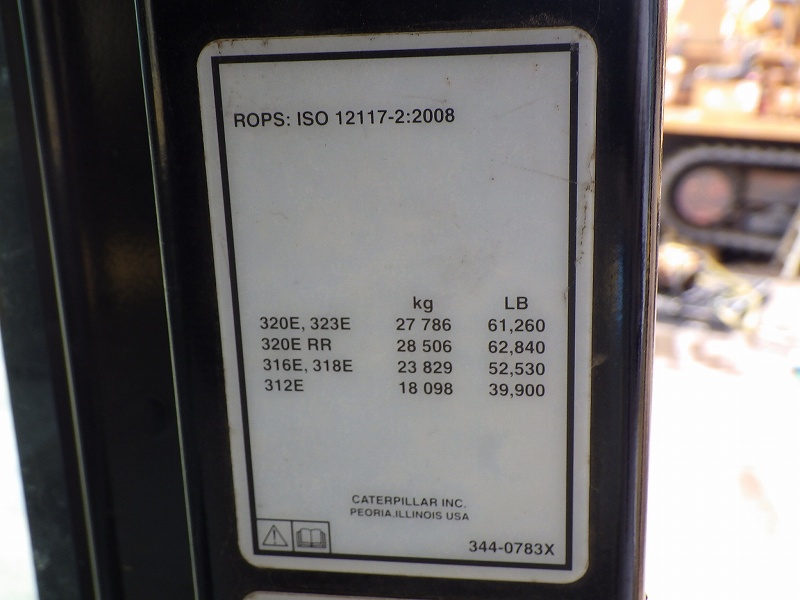 ROPS: ISO 12117-2:2008
kg LB
320E, 323E 27 786 61,260
320E RR 28 506 62,840
316E, 318E 23 829 52,530
312E 18 098 39,900
CATERPILLAR INC.
PEORIA,ILLINOIS USA
344-0783X